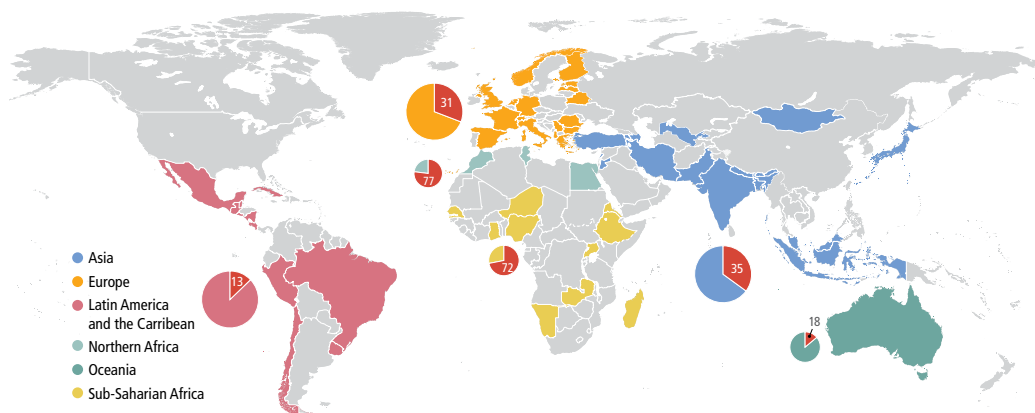 31
77
72
35
13
18
Asia
Europe
Latin America
and the Carribean
Northern Africa
Oceania
Sub-Saharian Africa